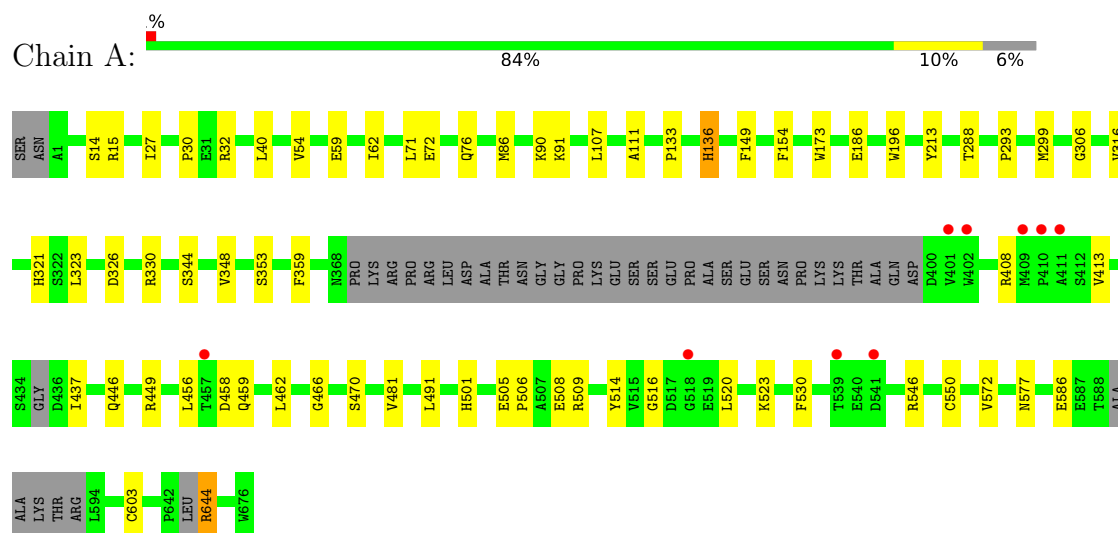 .%
Chain A:
84% 10% 6%
SER ASN A1 S14 R15 I27 P30 E31 R32 L40 V54 E59 I62 L71 E72 Q76 M86 K90 K91 L107 A111 P133 H136 F149 F154 W173 E186 W196 Y213 T288 P293 M299 G306
H321 S322 L323 D326 R330 S344 V348 S353 F359 N368 PRO LYS ARG PRO ARG LEU ASP ALA THR ASN GLY GLY PRO LYS GLU SER SER GLU PRO ALA SER GLU SER ASN PRO LYS LYS THR ALA GLN ASP D400 V401 W402 R408 M409 P410 A411 S412 V413
S434 GLY D436 I437 Q446 R449 L456 T457 D458 Q459 L462 G466 S470 V481 L491 H501 E505 P506 A507 E508 R509 Y514 V515 G516 D517 G518 E519 L520 K523 F530 T539 E540 D541 R546 C550 V572 N577 E586 E587 T588 ALA
ALA LYS THR ARG L594 C603 P642 LEU R644 W676